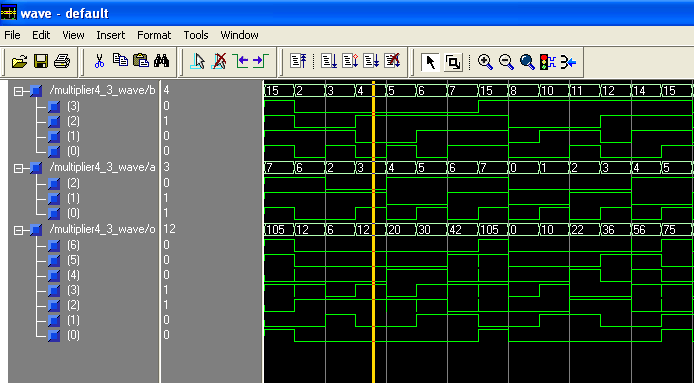 wave - default
File Edit View Insert Format Tools Window
/multiplier4_3_wave/b 4 15 2 3 4 5 6 7 15 8 10 11 12 14 15
(3) 0
(2) 1
(1) 0
(0) 0
/multiplier4_3_wave/a 3 7 6 2 3 4 5 6 7 0 1 2 3 4 5
(2) 0
(1) 1
(0) 1
/multiplier4_3_wave/o 12 105 12 6 12 20 30 42 105 0 10 22 36 56 75
(6) 0
(5) 0
(4) 0
(3) 1
(2) 1
(1) 0
(0) 0